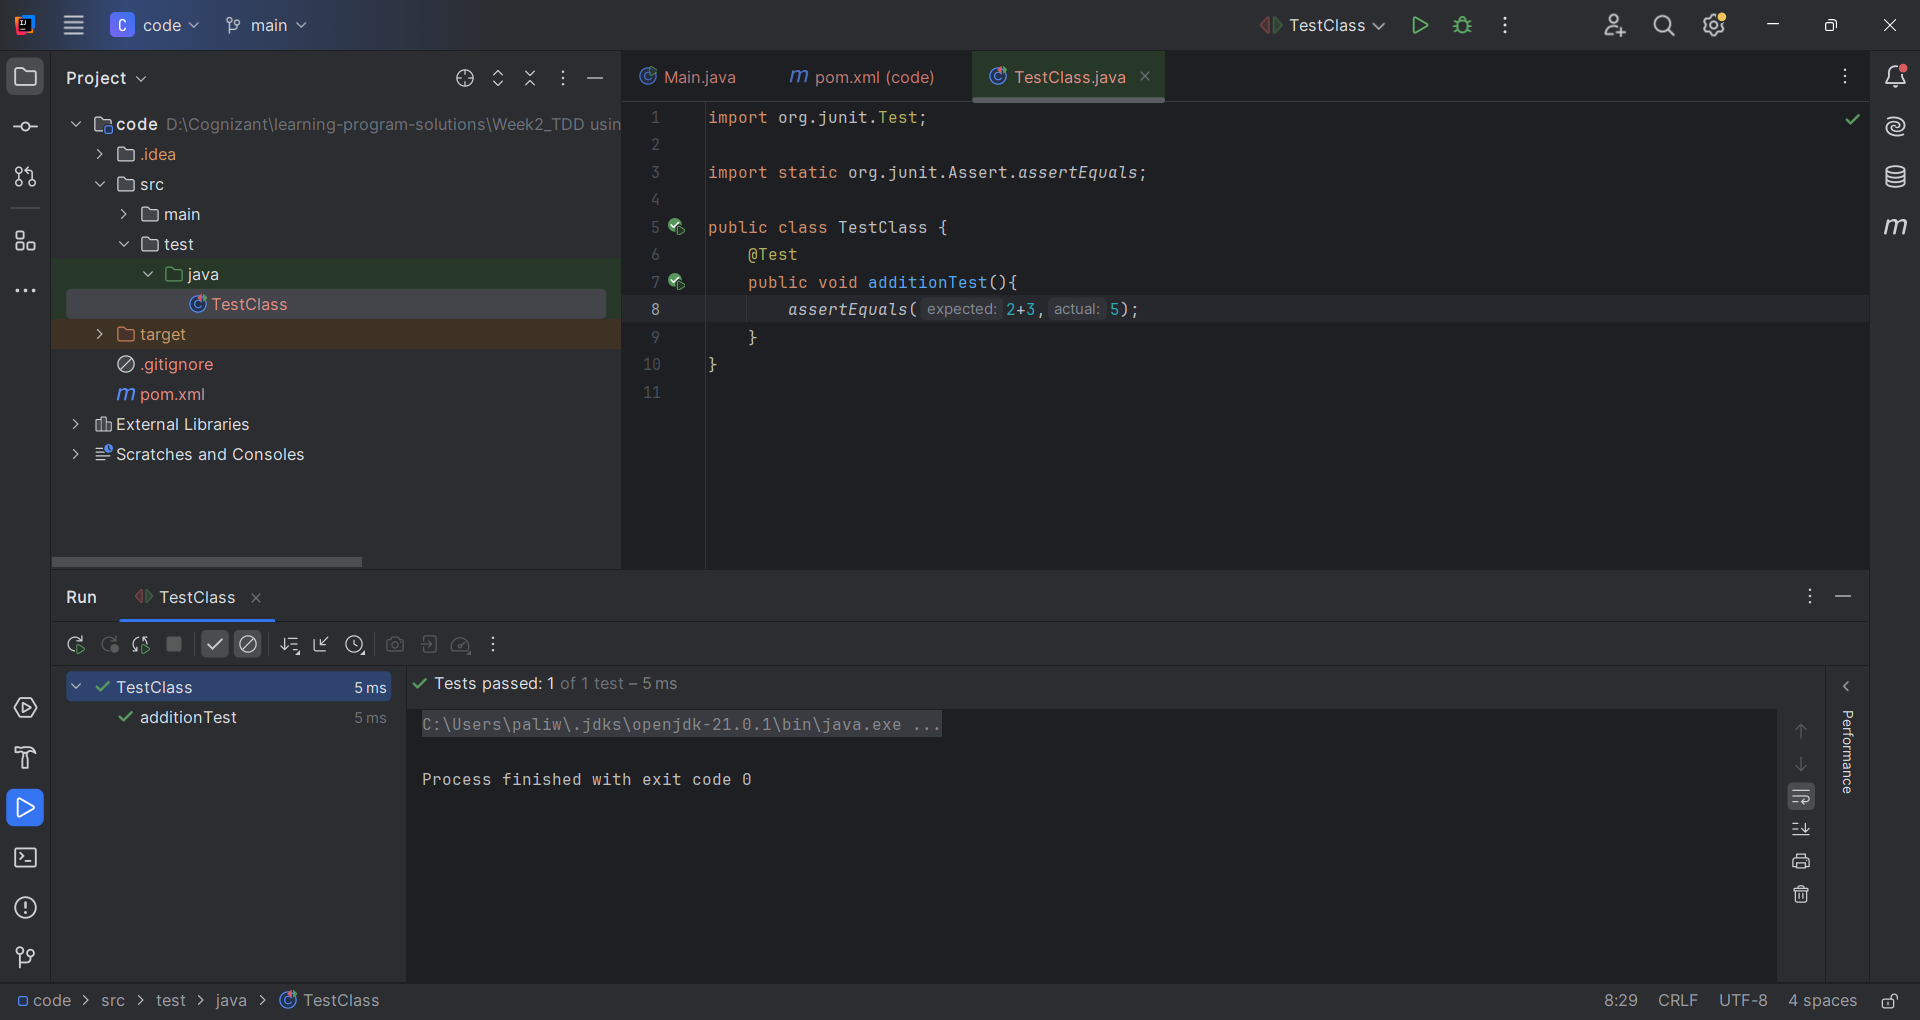 C code main TestClass
Project
code D:\Cognizant\learning-program-solutions\Week2_TDD usin
.idea
src
main
test
java
TestClass
target
.gitignore
m pom.xml
External Libraries
Scratches and Consoles
Main.java m pom.xml (code) TestClass.java
1 import org.junit.Test;
2
3 import static org.junit.Assert.assertEquals;
4
5 public class TestClass {
6 @Test
7 public void additionTest(){
8 assertEquals( expected: 2+3, actual: 5);
9 }
10 }
11
m
Run TestClass
TestClass 5 ms
additionTest 5 ms
Tests passed: 1 of 1 test – 5 ms
C:\Users\paliw\.jdks\openjdk-21.0.1\bin\java.exe ...
Process finished with exit code 0
Performance
code > src > test > java > TestClass
8:29 CRLF UTF-8 4 spaces